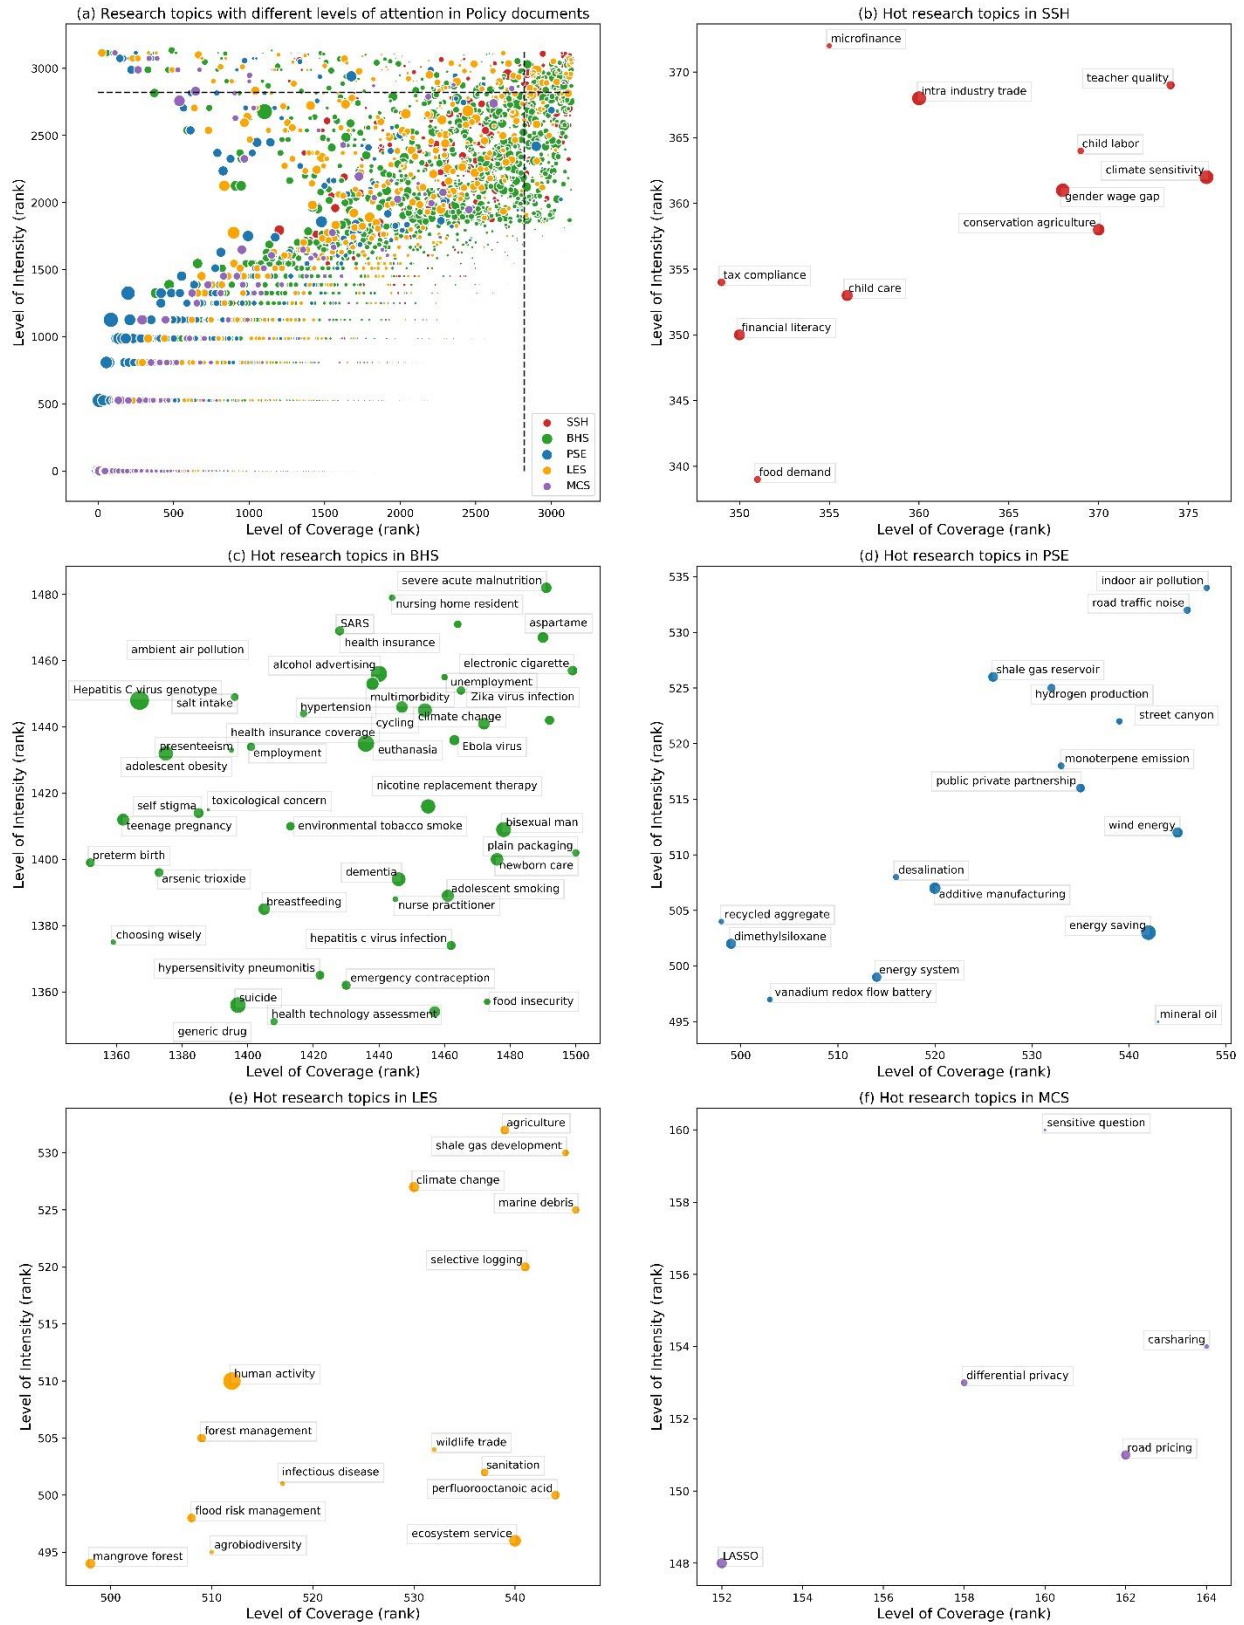 (a) Research topics with different levels of attention in Policy documents
Level of Intensity (rank)
3000
2500
2000
1500
1000
500
0
0 500 1000 1500 2000 2500 3000
Level of Coverage (rank)
SSH
BHS
PSE
LES
MCS
(b) Hot research topics in SSH
Level of Intensity (rank)
370
365
360
355
350
345
340
microfinance
teacher quality
intra industry trade
child labor
climate sensitivity
gender wage gap
conservation agriculture
tax compliance
child care
financial literacy
food demand
350 355 360 365 370 375
Level of Coverage (rank)
(c) Hot research topics in BHS
Level of Intensity (rank)
1480
1460
1440
1420
1400
1380
1360
severe acute malnutrition
nursing home resident
SARS
aspartame
health insurance
ambient air pollution
alcohol advertising
electronic cigarette
unemployment
Hepatitis C virus genotype
multimorbidity
Zika virus infection
salt intake
hypertension
climate change
cycling
health insurance coverage
presenteeism
employment
euthanasia
Ebola virus
adolescent obesity
nicotine replacement therapy
self stigma
toxicological concern
teenage pregnancy
environmental tobacco smoke
bisexual man
plain packaging
preterm birth
newborn care
arsenic trioxide
dementia
adolescent smoking
breastfeeding
nurse practitioner
choosing wisely
hepatitis c virus infection
hypersensitivity pneumonitis
emergency contraception
suicide
food insecurity
health technology assessment
generic drug
1360 1380 1400 1420 1440 1460 1480 1500
Level of Coverage (rank)
(d) Hot research topics in PSE
Level of Intensity (rank)
535
530
525
520
515
510
505
500
495
indoor air pollution
road traffic noise
shale gas reservoir
hydrogen production
street canyon
monoterpene emission
public private partnership
wind energy
desalination
additive manufacturing
recycled aggregate
energy saving
dimethylsiloxane
energy system
vanadium redox flow battery
mineral oil
500 510 520 530 540 550
Level of Coverage (rank)
(e) Hot research topics in LES
Level of Intensity (rank)
530
525
520
515
510
505
500
495
agriculture
shale gas development
climate change
marine debris
selective logging
human activity
forest management
wildlife trade
infectious disease
sanitation
perfluorooctanoic acid
flood risk management
ecosystem service
agrobiodiversity
mangrove forest
500 510 520 530 540
Level of Coverage (rank)
(f) Hot research topics in MCS
Level of Intensity (rank)
160
158
156
154
152
150
148
sensitive question
carsharing
differential privacy
road pricing
LASSO
152 154 156 158 160 162 164
Level of Coverage (rank)